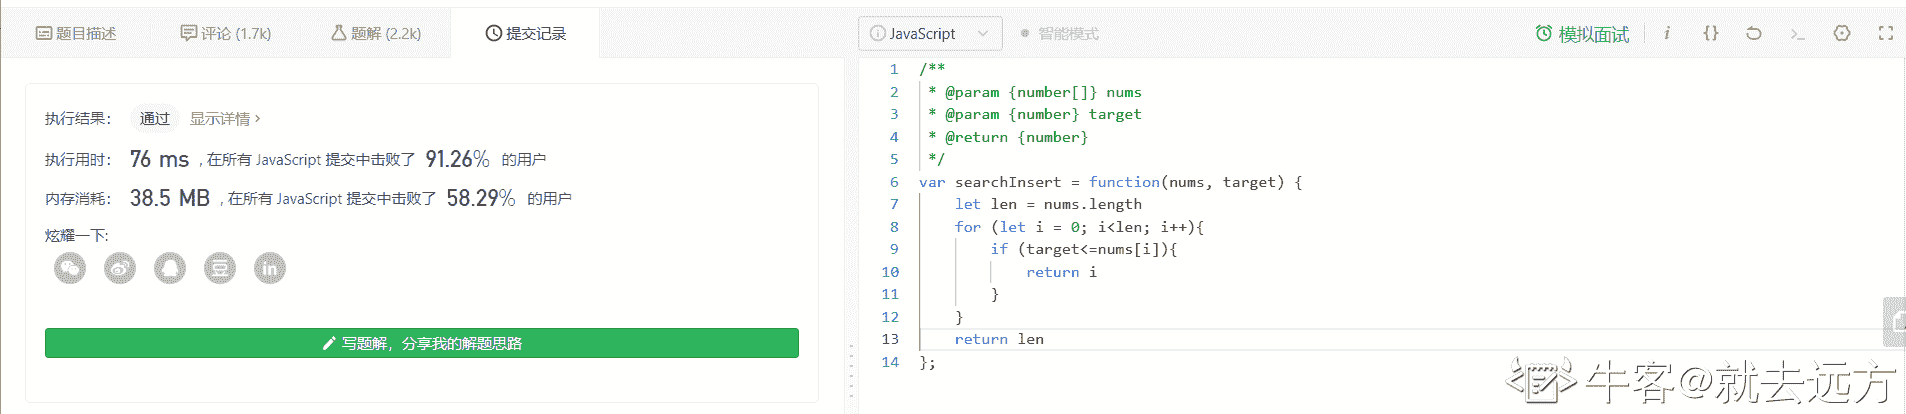 题目描述 评论 (1.7k) 题解 (2.2k) 提交记录
执行结果： 通过 显示详情 >
执行用时： 76 ms , 在所有 JavaScript 提交中击败了 91.26% 的用户
内存消耗： 38.5 MB , 在所有 JavaScript 提交中击败了 58.29% 的用户
炫耀一下:
in
写题解，分享我的解题思路
JavaScript 智能模式 模拟面试 i {} >_
1 /**
2 * @param {number[]} nums
3 * @param {number} target
4 * @return {number}
5 */
6 var searchInsert = function(nums, target) {
7 let len = nums.length
8 for (let i = 0; i<len; i++){
9 if (target<=nums[i]){
10 return i
11 }
12 }
13 return len
14 };
牛客@就去远方